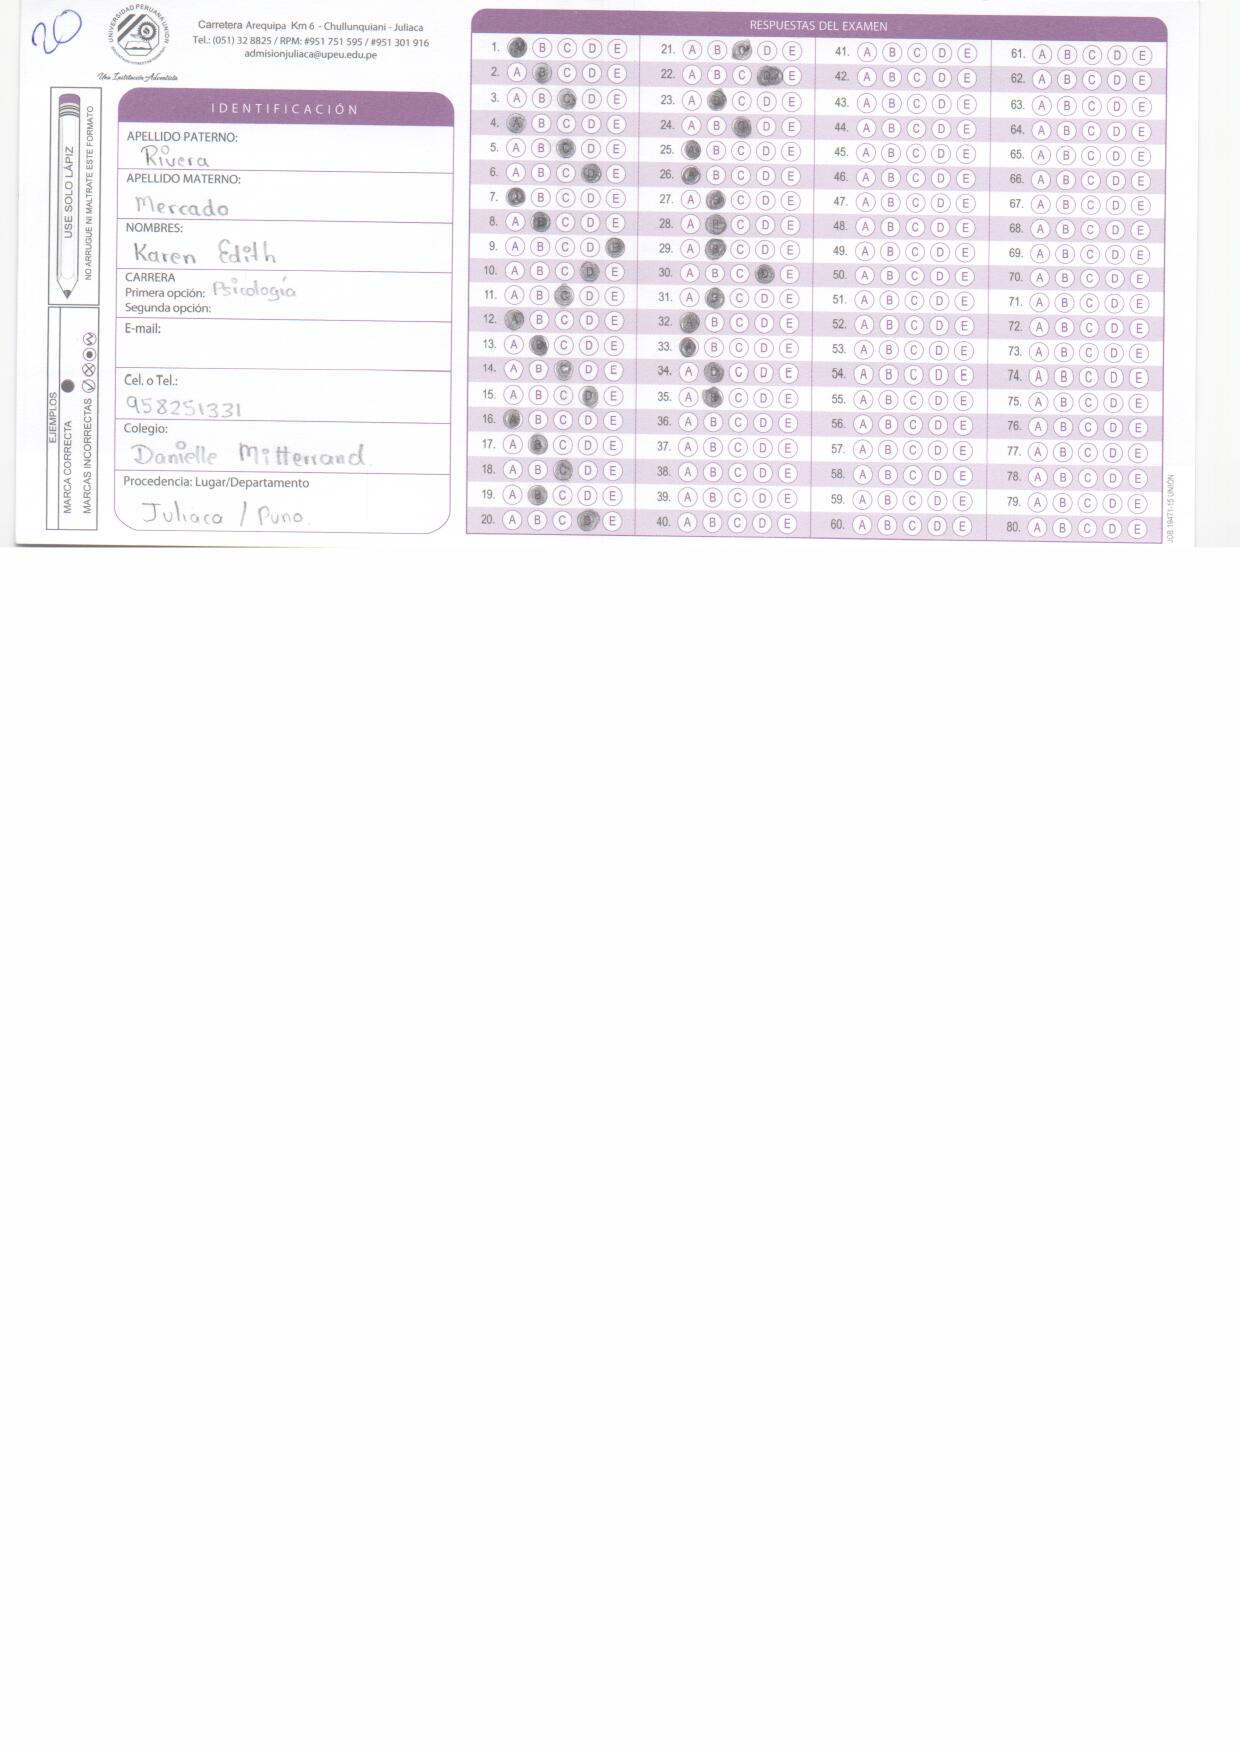 20
UNIVERSIDAD PERUANA UNIÓN
Una Institución Adventista
Carretera Arequipa Km 6 - Chullunquiani - Juliaca
Tel.: (051) 32 8825 / RPM: #951 751 595 / #951 301 916
admisionjuliaca@upeu.edu.pe
USE SOLO LÁPIZ
NO ARRUGUE NI MALTRATE ESTE FORMATO
EJEMPLOS
MARCA CORRECTA
MARCAS INCORRECTAS
IDENTIFICACIÓN
APELLIDO PATERNO:
Rivera
APELLIDO MATERNO:
Mercado
NOMBRES:
Karen Edith
CARRERA
Primera opción: Psicología
Segunda opción:
E-mail:
Cel. o Tel.:
958251331
Colegio:
Danielle Mitterrand.
Procedencia: Lugar/Departamento
Juliaca / Puno.
RESPUESTAS DEL EXAMEN
1. A B C D E 21. A B C D E 41. A B C D E 61. A B C D E
2. A B C D E 22. A B C D E 42. A B C D E 62. A B C D E
3. A B C D E 23. A B C D E 43. A B C D E 63. A B C D E
4. A B C D E 24. A B C D E 44. A B C D E 64. A B C D E
5. A B C D E 25. A B C D E 45. A B C D E 65. A B C D E
6. A B C D E 26. A B C D E 46. A B C D E 66. A B C D E
7. A B C D E 27. A B C D E 47. A B C D E 67. A B C D E
8. A B C D E 28. A B C D E 48. A B C D E 68. A B C D E
9. A B C D E 29. A B C D E 49. A B C D E 69. A B C D E
10. A B C D E 30. A B C D E 50. A B C D E 70. A B C D E
11. A B C D E 31. A B C D E 51. A B C D E 71. A B C D E
12. A B C D E 32. A B C D E 52. A B C D E 72. A B C D E
13. A B C D E 33. A B C D E 53. A B C D E 73. A B C D E
14. A B C D E 34. A B C D E 54. A B C D E 74. A B C D E
15. A B C D E 35. A B C D E 55. A B C D E 75. A B C D E
16. A B C D E 36. A B C D E 56. A B C D E 76. A B C D E
17. A B C D E 37. A B C D E 57. A B C D E 77. A B C D E
18. A B C D E 38. A B C D E 58. A B C D E 78. A B C D E
19. A B C D E 39. A B C D E 59. A B C D E 79. A B C D E
20. A B C D E 40. A B C D E 60. A B C D E 80. A B C D E
JOB 19471-15 UNIÓN